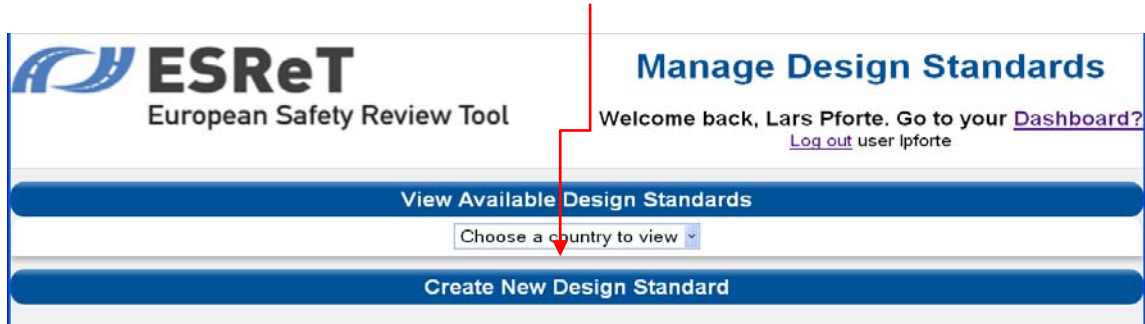 ESReT
European Safety Review Tool
Manage Design Standards
Welcome back, Lars Pforte. Go to your Dashboard?
Log out user lpforte
View Available Design Standards
Choose a country to view
Create New Design Standard